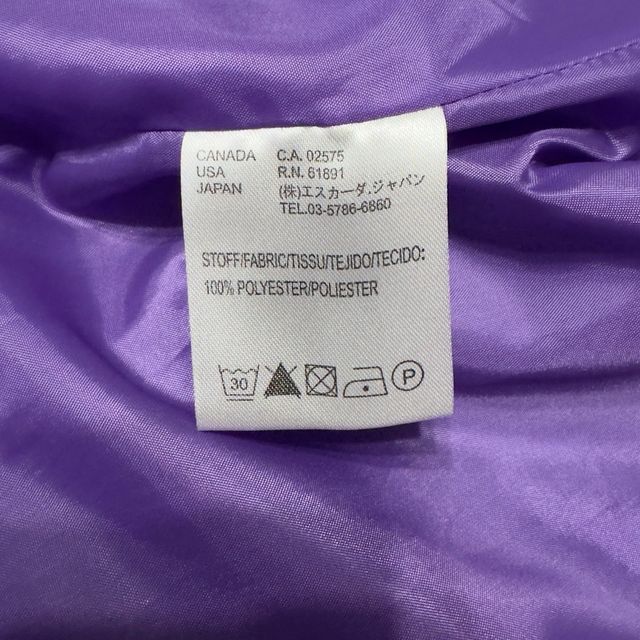 CANADA C.A. 02575
USA R.N. 61891
JAPAN (株)エスカーダ.ジャパン
TEL.03-5786-6860
STOFF/FABRIC/TISSU/TEJIDO/TECIDO:
100% POLYESTER/POLIESTER
30 P